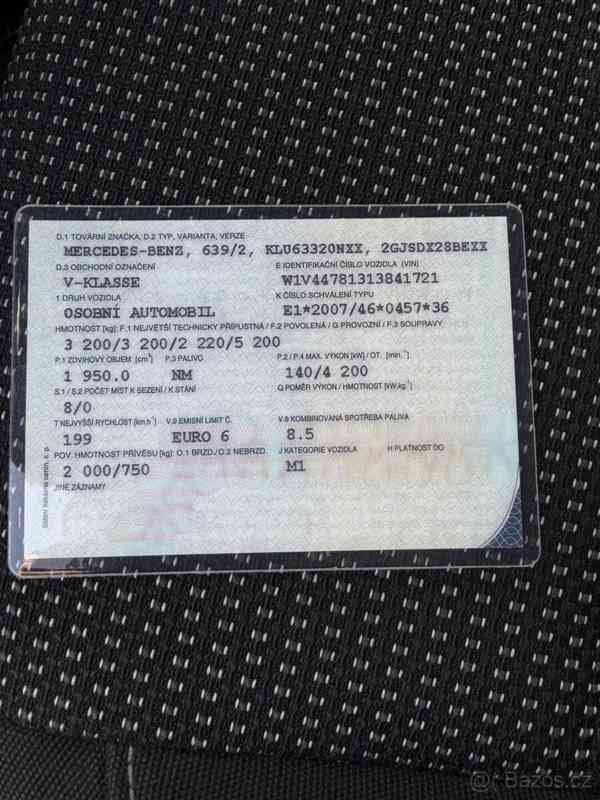 D.1 TOVÁRNÍ ZNAČKA, D.2 TYP, VARIANTA, VERZE
MERCEDES-BENZ, 639/2, KLU63320NXX, 2GJSDX28BEXX
D.3 OBCHODNÍ OZNAČENÍ E IDENTIFIKAČNÍ ČÍSLO VOZIDLA (VIN)
V-KLASSE W1V44781313841721
1 DRUH VOZIDLA K ČÍSLO SCHVÁLENÍ TYPU
OSOBNÍ AUTOMOBIL E1*2007/46*0457*36
HMOTNOST [kg]: F.1 NEJVĚTŠÍ TECHNICKY PŘÍPUSTNÁ / F.2 POVOLENÁ / G PROVOZNÍ / F.3 SOUPRAVY
3 200/3 200/2 220/5 200
P.1 ZDVIHOVÝ OBJEM [cm³] P.3 PALIVO P.2 / P.4 MAX. VÝKON [kW] / OT. [min.⁻¹]
1 950.0 NM 140/4 200
S.1 / S.2 POČET MÍST K SEZENÍ / K STÁNÍ Q POMĚR VÝKON / HMOTNOST [kW.kg⁻¹]
8/0
T NEJVYŠŠÍ RYCHLOST [km.h⁻¹] V.9 EMISNÍ LIMIT Č. V.8 KOMBINOVANÁ SPOTŘEBA PALIVA
199 EURO 6 8.5
POV. HMOTNOST PŘÍVĚSU [kg]: O.1 BRZD./ O.2 NEBRZD. J KATEGORIE VOZIDLA H PLATNOST DO
2 000/750 M1
JINÉ ZÁZNAMY
Státní tiskárna cenin, s. p.
Bazos.cz